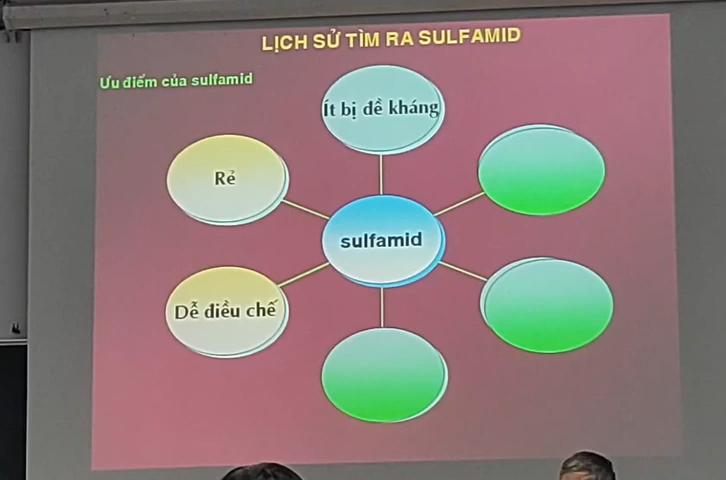 LỊCH SỬ TÌM RA SULFAMID
Ưu điểm của sulfamid
Ít bị đề kháng
Rẻ
sulfamid
Dễ điều chế